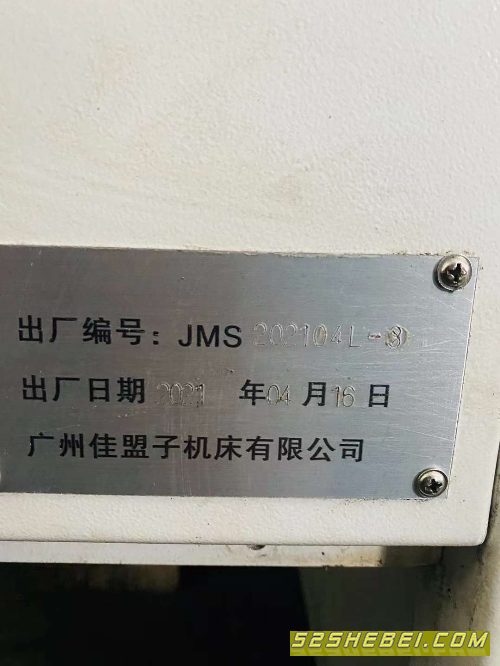 出厂编号: JMS 202104L-③
出厂日期 2021 年04月16日
广州佳盟子机床有限公司
52SHEBEI.COM